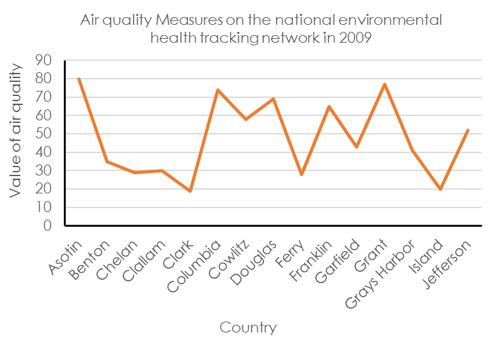 Air quality Measures on the national environmental
health tracking network in 2009
Value of air quality
90
80
70
60
50
40
30
20
10
0
Asotin
Benton
Chelan
Clallam
Clark
Columbia
Cowlitz
Douglas
Ferry
Franklin
Garfield
Grant
Grays Harbor
Island
Jefferson
Country